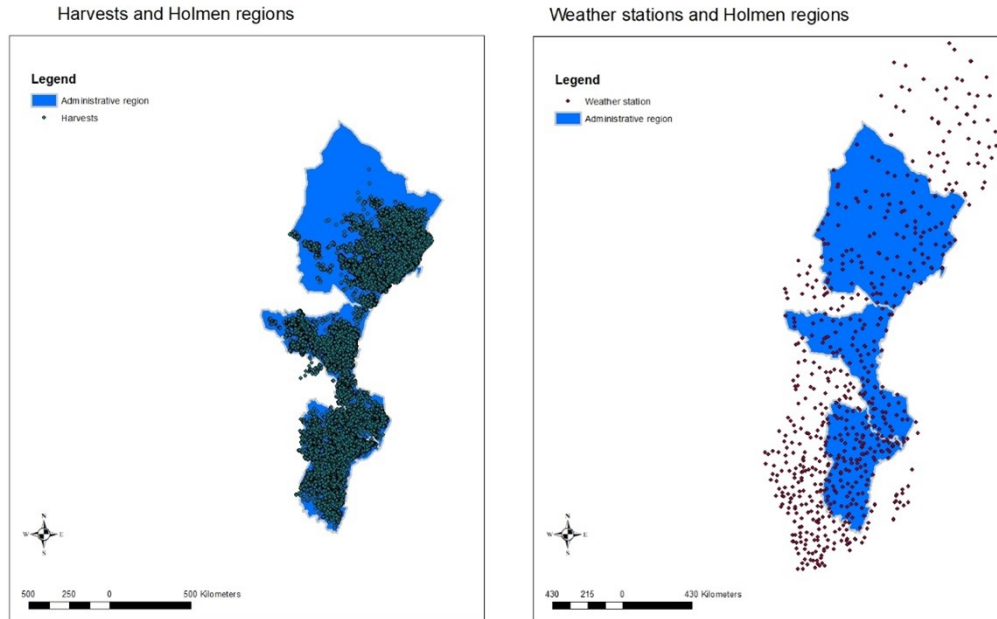 Harvests and Holmen regions
Legend
Administrative region
Harvests
N
W E
S
500 250 0 500 Kilometers
Weather stations and Holmen regions
Legend
Weather station
Administrative region
N
W E
S
430 215 0 430 Kilometers